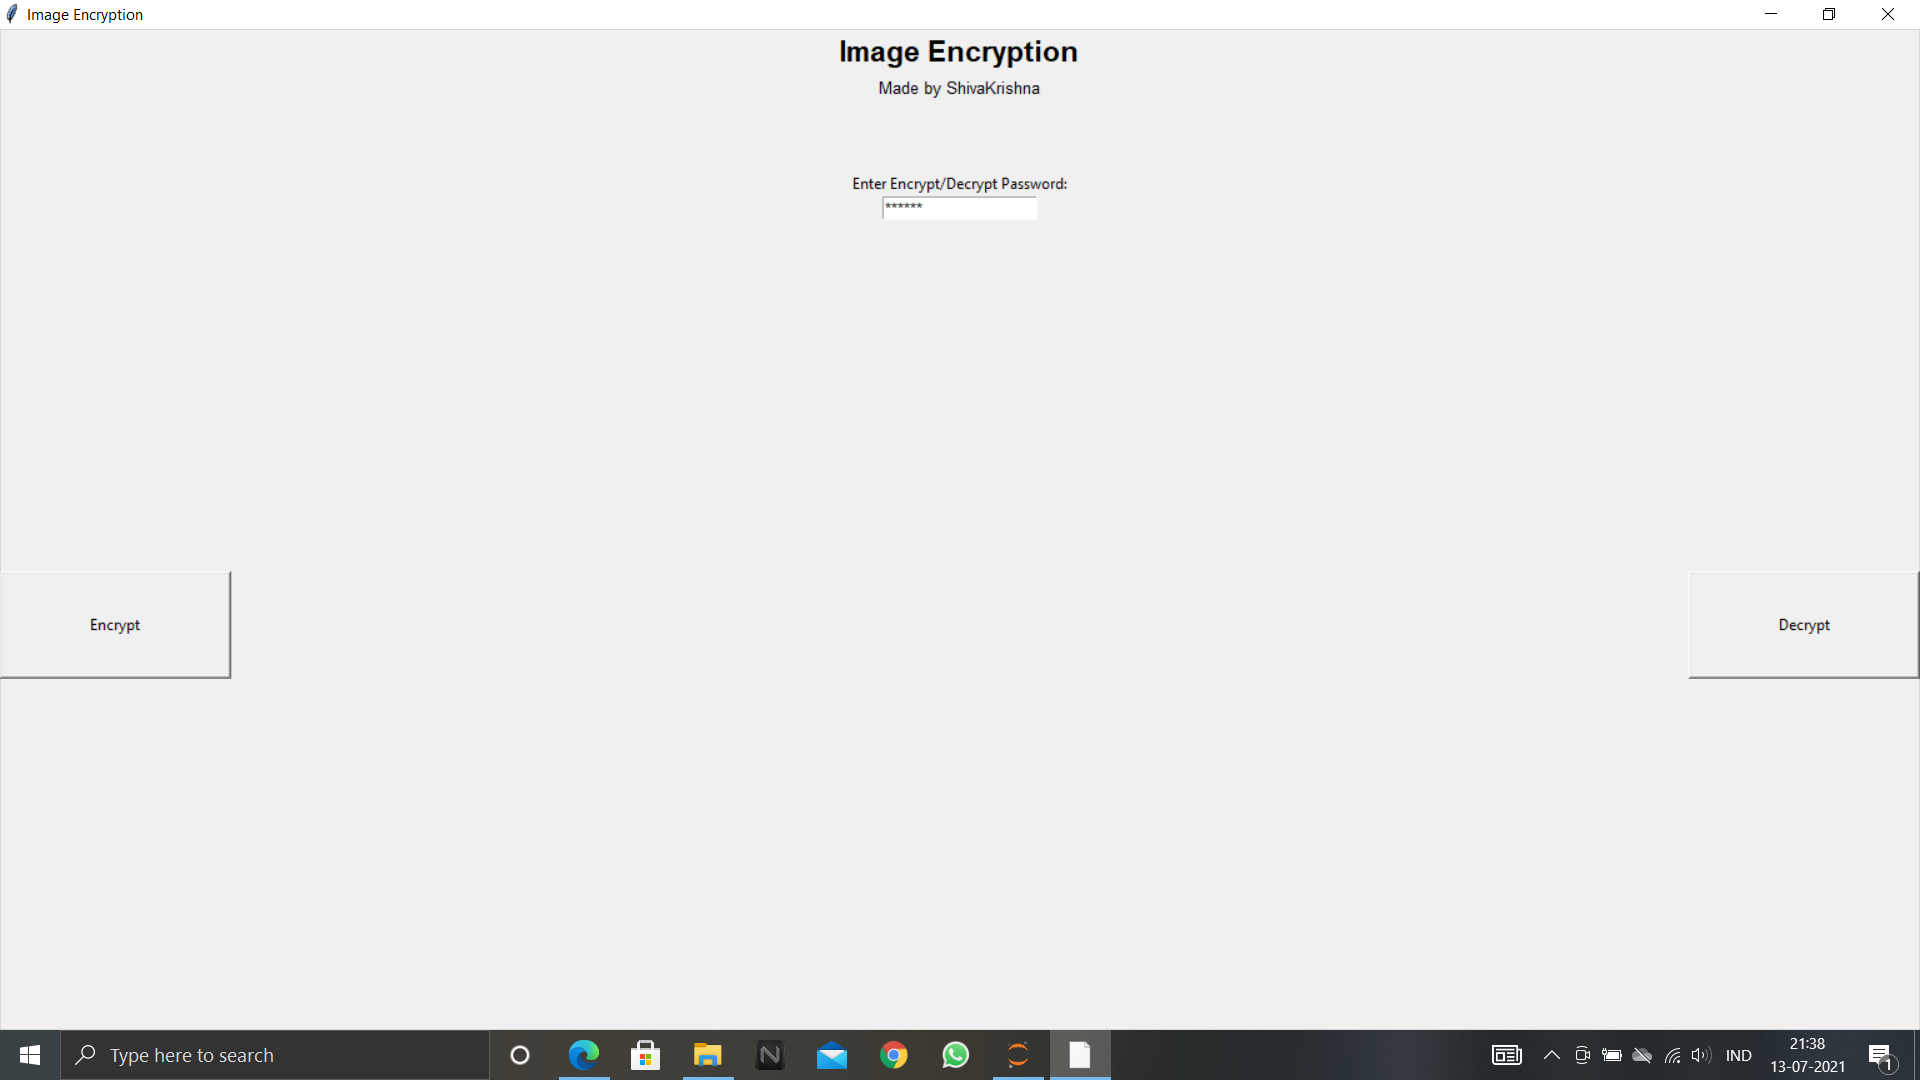 Image Encryption
Image Encryption
Made by ShivaKrishna
Enter Encrypt/Decrypt Password:
******
Encrypt
Decrypt
Type here to search
N
IND
21:38
13-07-2021
1